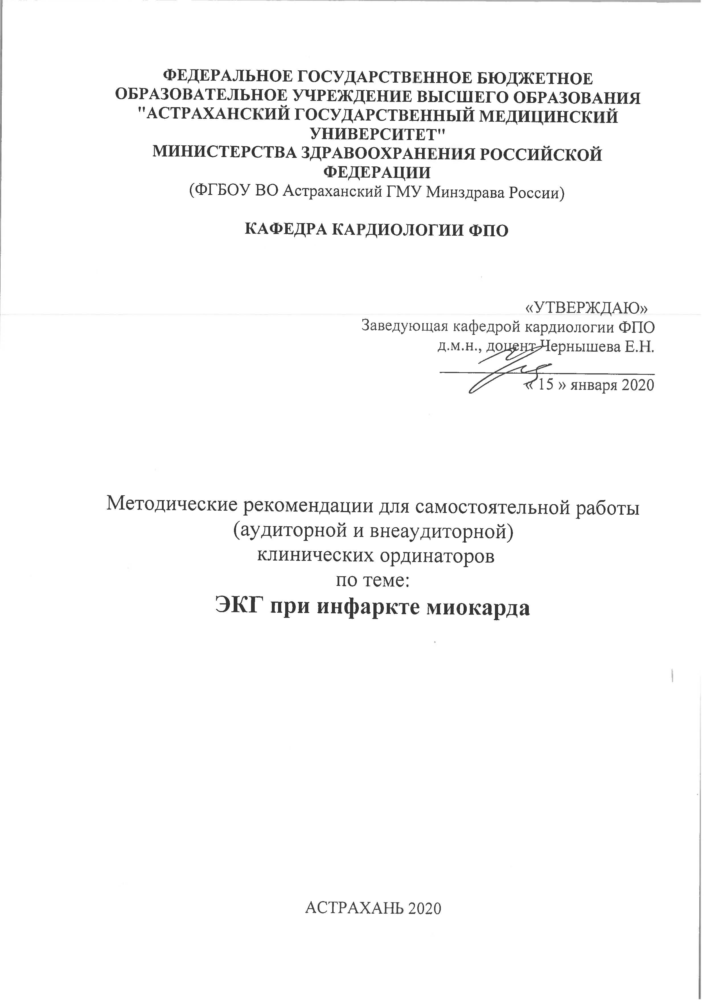 ФЕДЕРАЛЬНОЕ ГОСУДАРСТВЕННОЕ БЮДЖЕТНОЕ
ОБРАЗОВАТЕЛЬНОЕ УЧРЕЖДЕНИЕ ВЫСШЕГО ОБРАЗОВАНИЯ
"АСТРАХАНСКИЙ ГОСУДАРСТВЕННЫЙ МЕДИЦИНСКИЙ
УНИВЕРСИТЕТ"
МИНИСТЕРСТВА ЗДРАВООХРАНЕНИЯ РОССИЙСКОЙ
ФЕДЕРАЦИИ
(ФГБОУ ВО Астраханский ГМУ Минздрава России)
КАФЕДРА КАРДИОЛОГИИ ФПО
«УТВЕРЖДАЮ»
Заведующая кафедрой кардиологии ФПО
д.м.н., доцент Чернышева Е.Н.
« 15 » января 2020
Методические рекомендации для самостоятельной работы
(аудиторной и внеаудиторной)
клинических ординаторов
по теме:
ЭКГ при инфаркте миокарда
АСТРАХАНЬ 2020